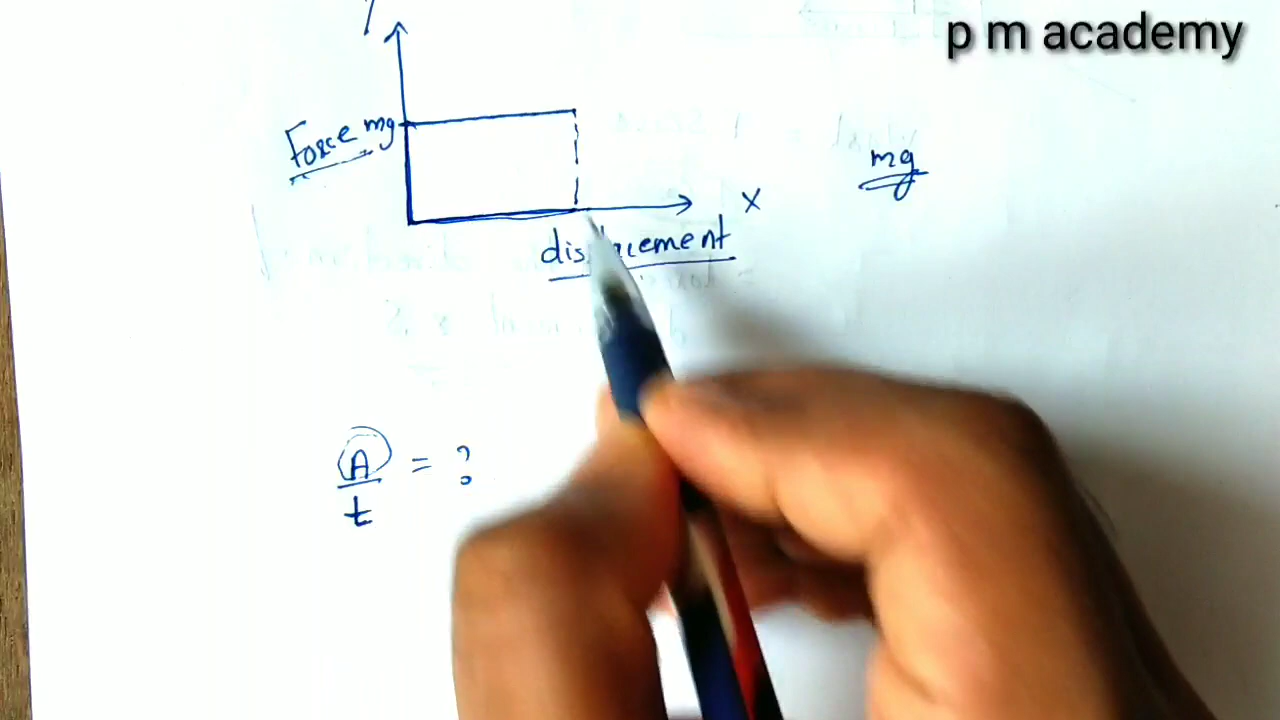 p m academy
Force mg
mg
X
displacement
A
t
= ?